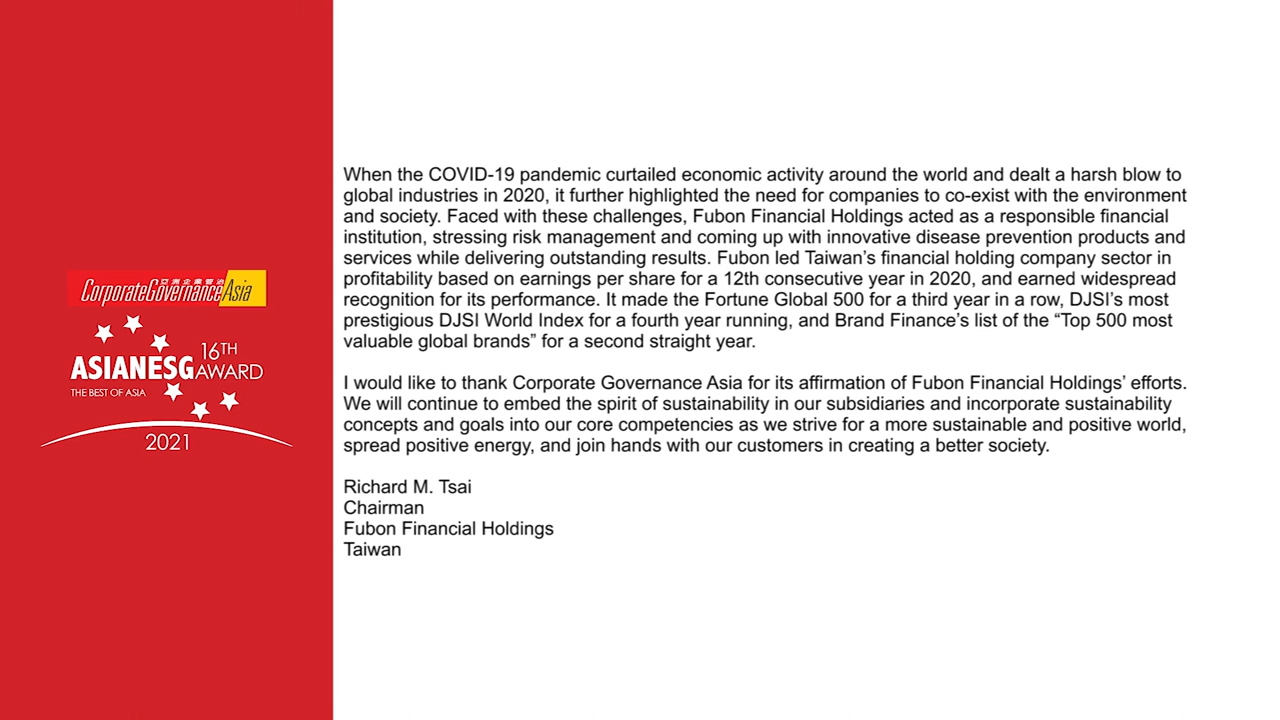 亞洲企業管治
CorporateGovernanceAsia
16TH
ASIANESG AWARD
THE BEST OF ASIA
2021
When the COVID-19 pandemic curtailed economic activity around the world and dealt a harsh blow to
global industries in 2020, it further highlighted the need for companies to co-exist with the environment
and society. Faced with these challenges, Fubon Financial Holdings acted as a responsible financial
institution, stressing risk management and coming up with innovative disease prevention products and
services while delivering outstanding results. Fubon led Taiwan’s financial holding company sector in
profitability based on earnings per share for a 12th consecutive year in 2020, and earned widespread
recognition for its performance. It made the Fortune Global 500 for a third year in a row, DJSI’s most
prestigious DJSI World Index for a fourth year running, and Brand Finance’s list of the “Top 500 most
valuable global brands” for a second straight year.
I would like to thank Corporate Governance Asia for its affirmation of Fubon Financial Holdings’ efforts.
We will continue to embed the spirit of sustainability in our subsidiaries and incorporate sustainability
concepts and goals into our core competencies as we strive for a more sustainable and positive world,
spread positive energy, and join hands with our customers in creating a better society.
Richard M. Tsai
Chairman
Fubon Financial Holdings
Taiwan